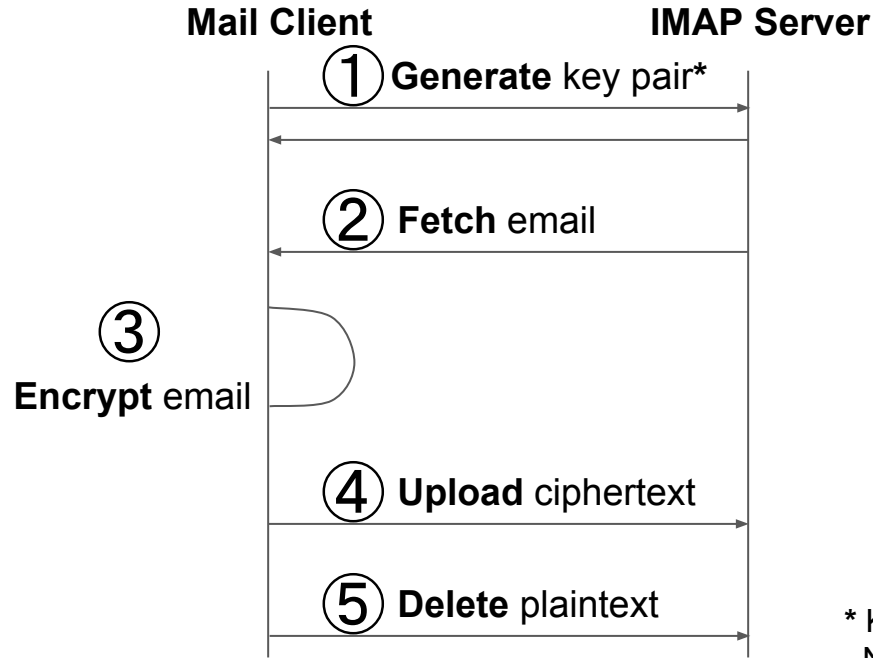 Mail Client IMAP Server
① Generate key pair*
② Fetch email
③
Encrypt email
④ Upload ciphertext
⑤ Delete plaintext
*